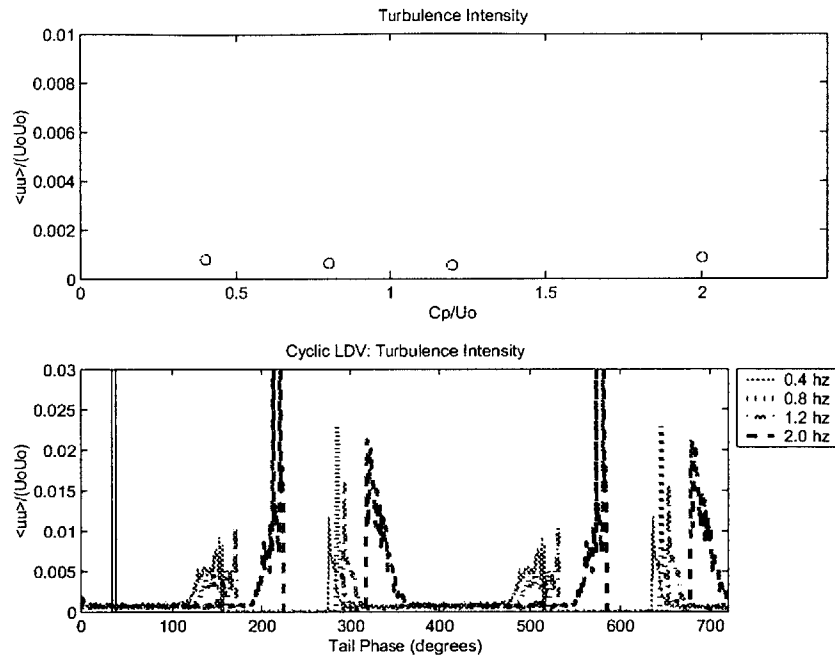 Turbulence Intensity
0.01
0.008
0.006
0.004
0.002
0
<uu>/(UoUo)
0 0.5 1 1.5 2
Cp/Uo
Cyclic LDV: Turbulence Intensity
0.03
0.025
0.02
0.015
0.01
0.005
0
<uu>/(UoUo)
0 100 200 300 400 500 600 700
Tail Phase (degrees)
0.4 hz
0.8 hz
1.2 hz
2.0 hz